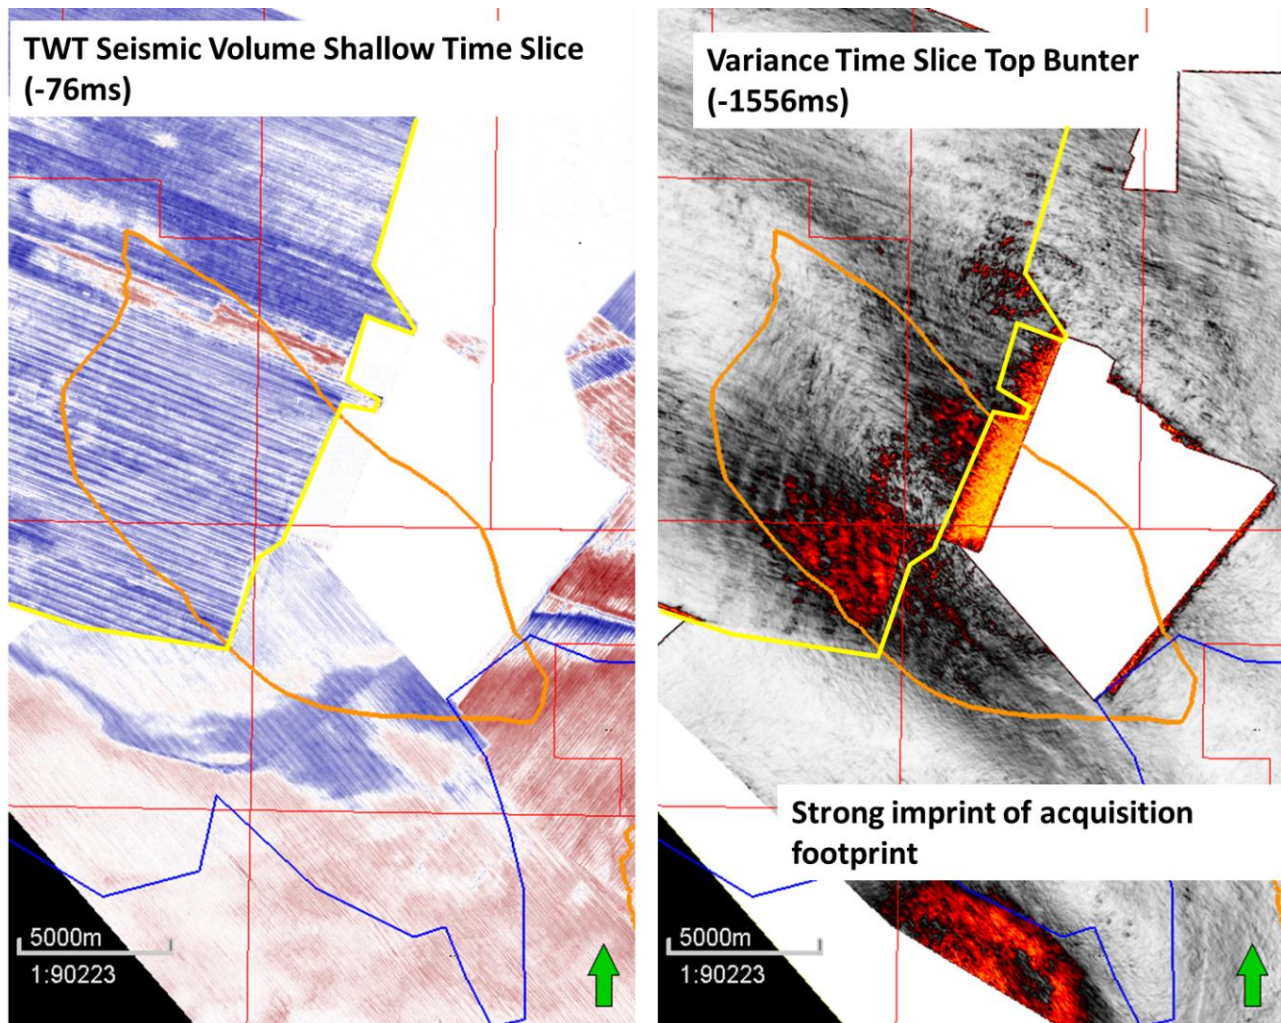 TWT Seismic Volume Shallow Time Slice
(-76ms)
5000m
1:90223
Variance Time Slice Top Bunter
(-1556ms)
Strong imprint of acquisition
footprint
5000m
1:90223